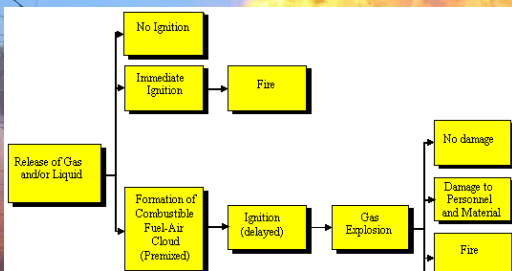 No Ignition
Immediate
Ignition
Fire
Release of Gas
and/or Liquid
Formation of
Combustible
Fuel-Air
Cloud
(Premixed)
Ignition
(delayed)
Gas
Explosion
No damage
Damage to
Personnel
and Material
Fire